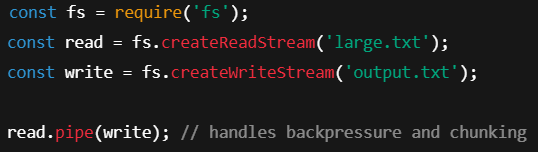 const fs = require('fs');
const read = fs.createReadStream('large.txt');
const write = fs.createWriteStream('output.txt');
read.pipe(write); // handles backpressure and chunking